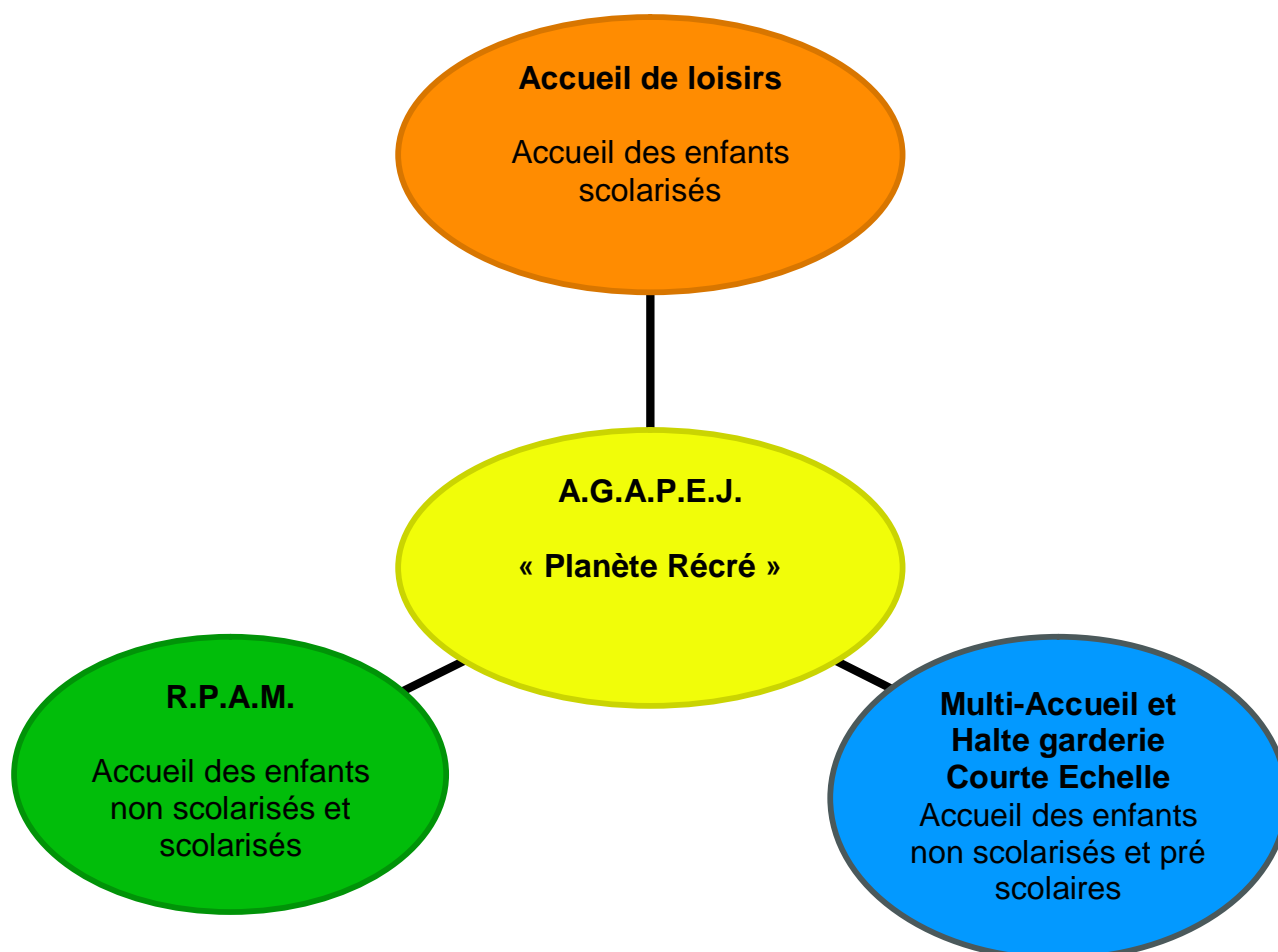 Accueil de loisirs
Accueil des enfants
scolarisés
A.G.A.P.E.J.
« Planète Récré »
R.P.A.M.
Accueil des enfants
non scolarisés et
scolarisés
Multi-Accueil et
Halte garderie
Courte Echelle
Accueil des enfants
non scolarisés et pré
scolaires